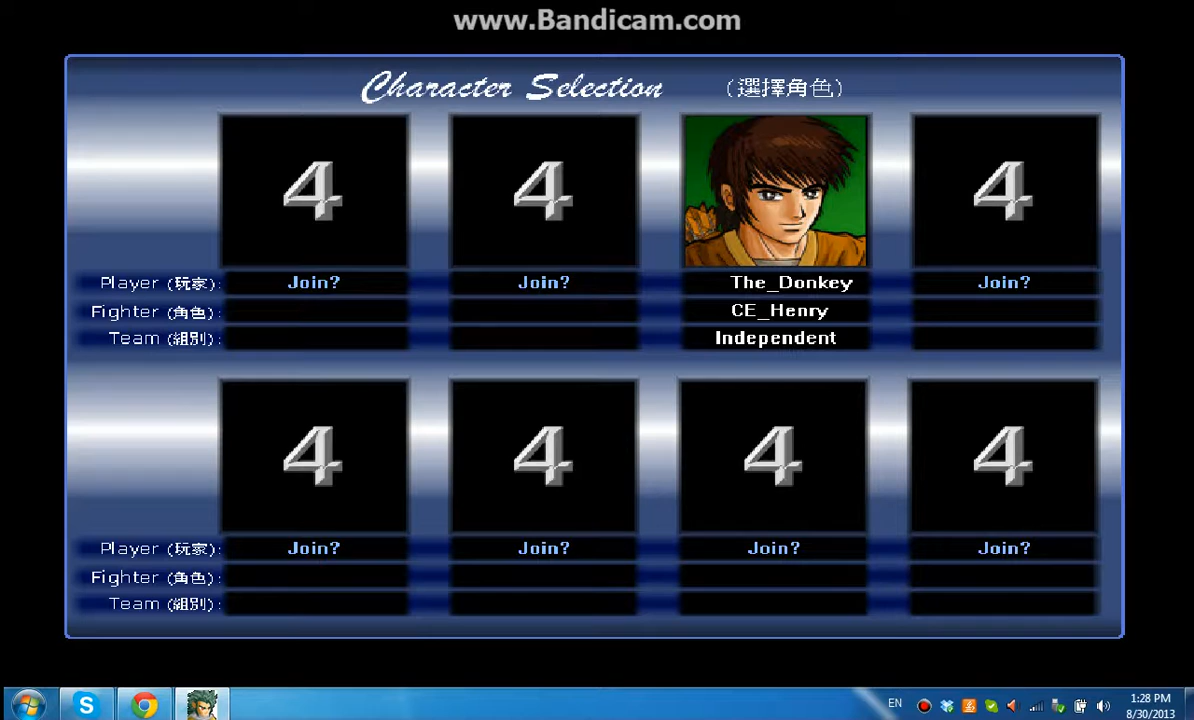 www.Bandicam.com
Character Selection (選擇角色)
4 4 4
Player (玩家): Join? Join? The_Donkey Join?
Fighter (角色): CE_Henry
Team (組別): Independent
4 4 4 4
Player (玩家): Join? Join? Join? Join?
Fighter (角色):
Team (組別):
S EN 1:28 PM
8/30/2013